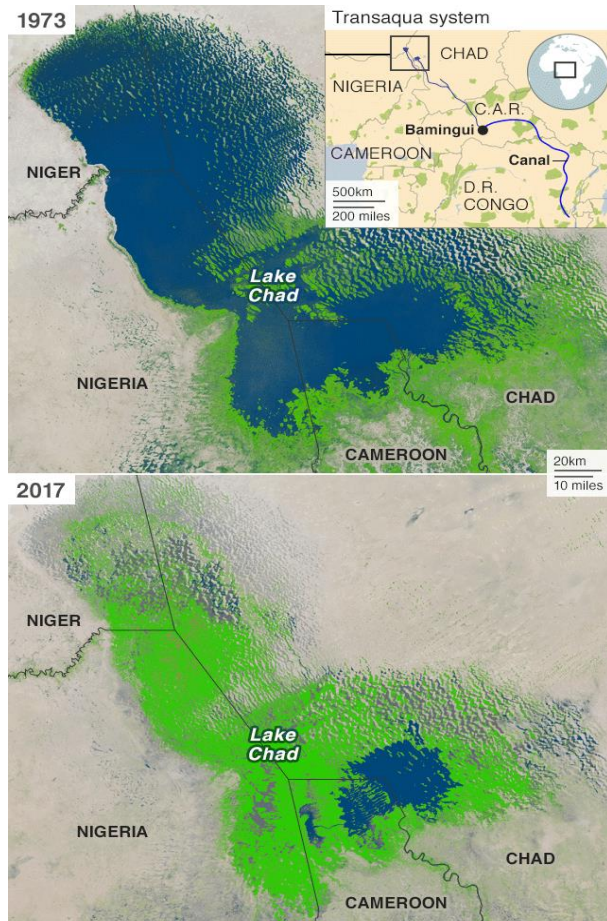 1973
Transaqua system
CHAD
NIGERIA
C.A.R.
Bamingui
CAMEROON
Canal
500km
200 miles
D.R.
CONGO
NIGER
Lake
Chad
NIGERIA
CHAD
CAMEROON
20km
10 miles
2017
NIGER
Lake
Chad
NIGERIA
CHAD
CAMEROON